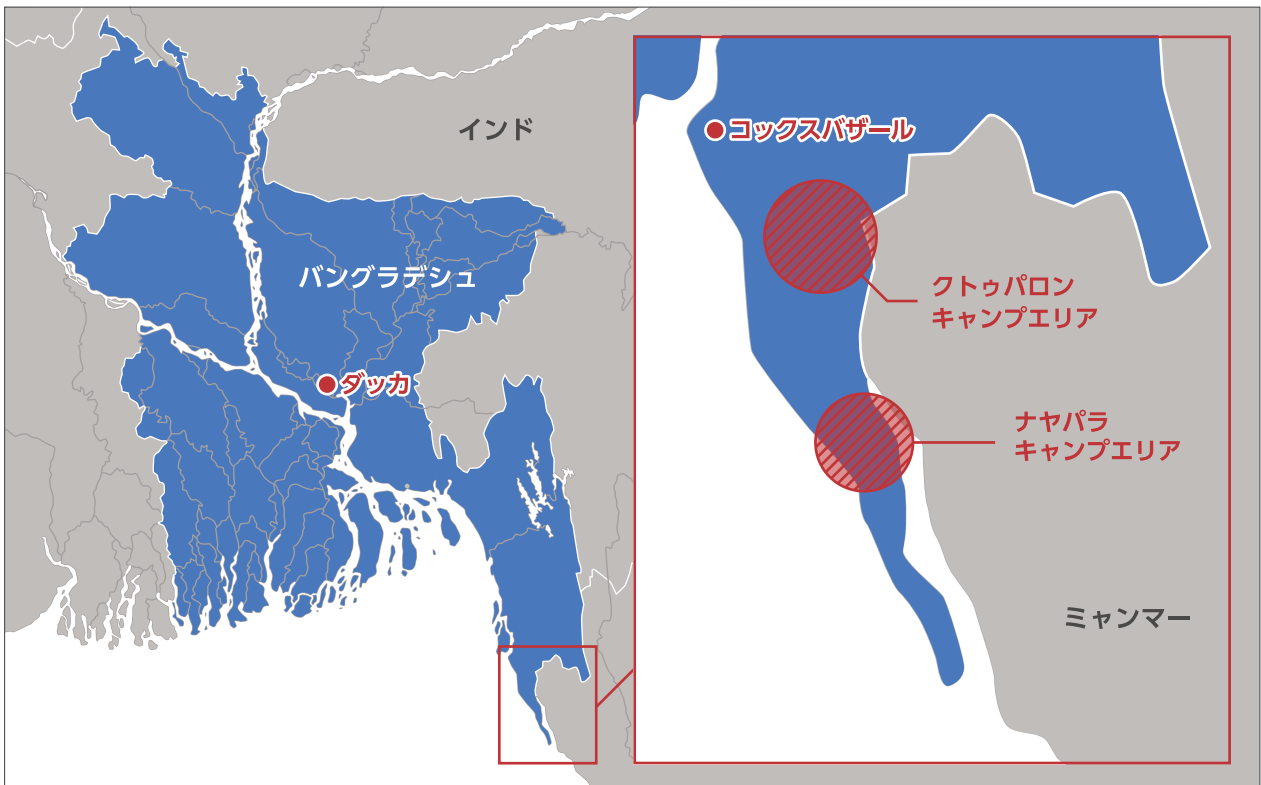 インド
バングラデシュ
ダッカ
コックスバザール
クトゥパロン
キャンプエリア
ナヤパラ
キャンプエリア
ミャンマー